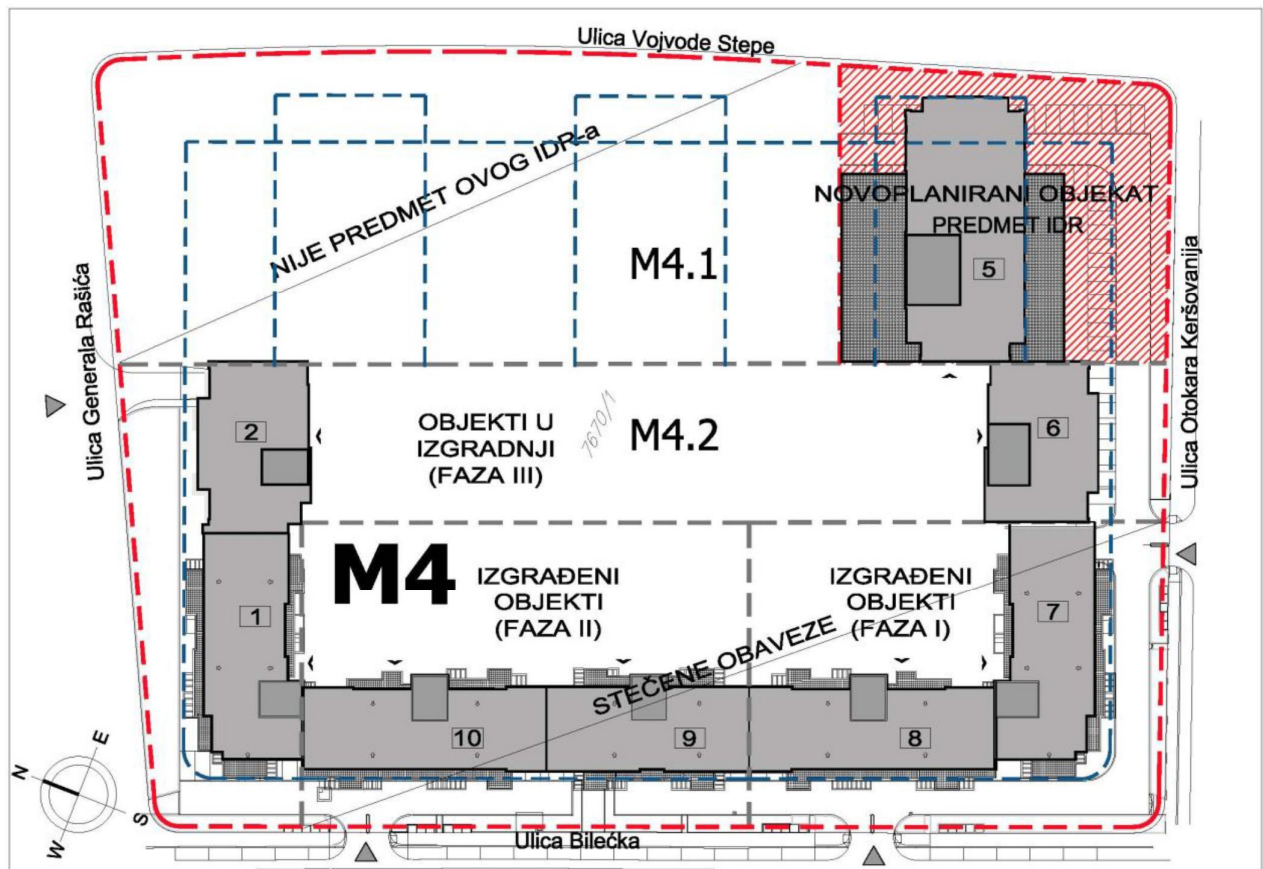 Ulica Vojvode Stepe
NIJE PREDMET OVOG IDR-a
NOVOPLANIRANI OBJEKAT
PREDMET IDR
M4.1
5
Ulica Generala Rašića
Ulica Otokara Keršovanija
2
OBJEKTI U
IZGRADNJI
(FAZA III)
7670/1
M4.2
6
M4
IZGRAĐENI
OBJEKTI
(FAZA II)
IZGRAĐENI
OBJEKTI
(FAZA I)
1
7
STEČENE OBAVEZE
10
9
8
N
E
S
W
Ulica Bilećka